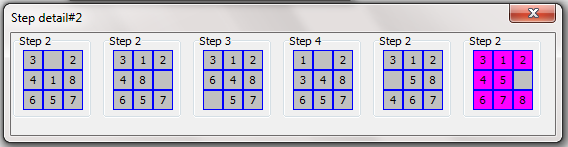 Step detail#2
Step 2 Step 2 Step 3 Step 4 Step 2 Step 2
3 2 3 1 2 3 1 2 1 2 3 1 2 3 1 2
4 1 8 4 8 6 4 8 3 4 8 5 8 4 5
6 5 7 6 5 7 5 7 6 5 7 4 6 7 6 7 8